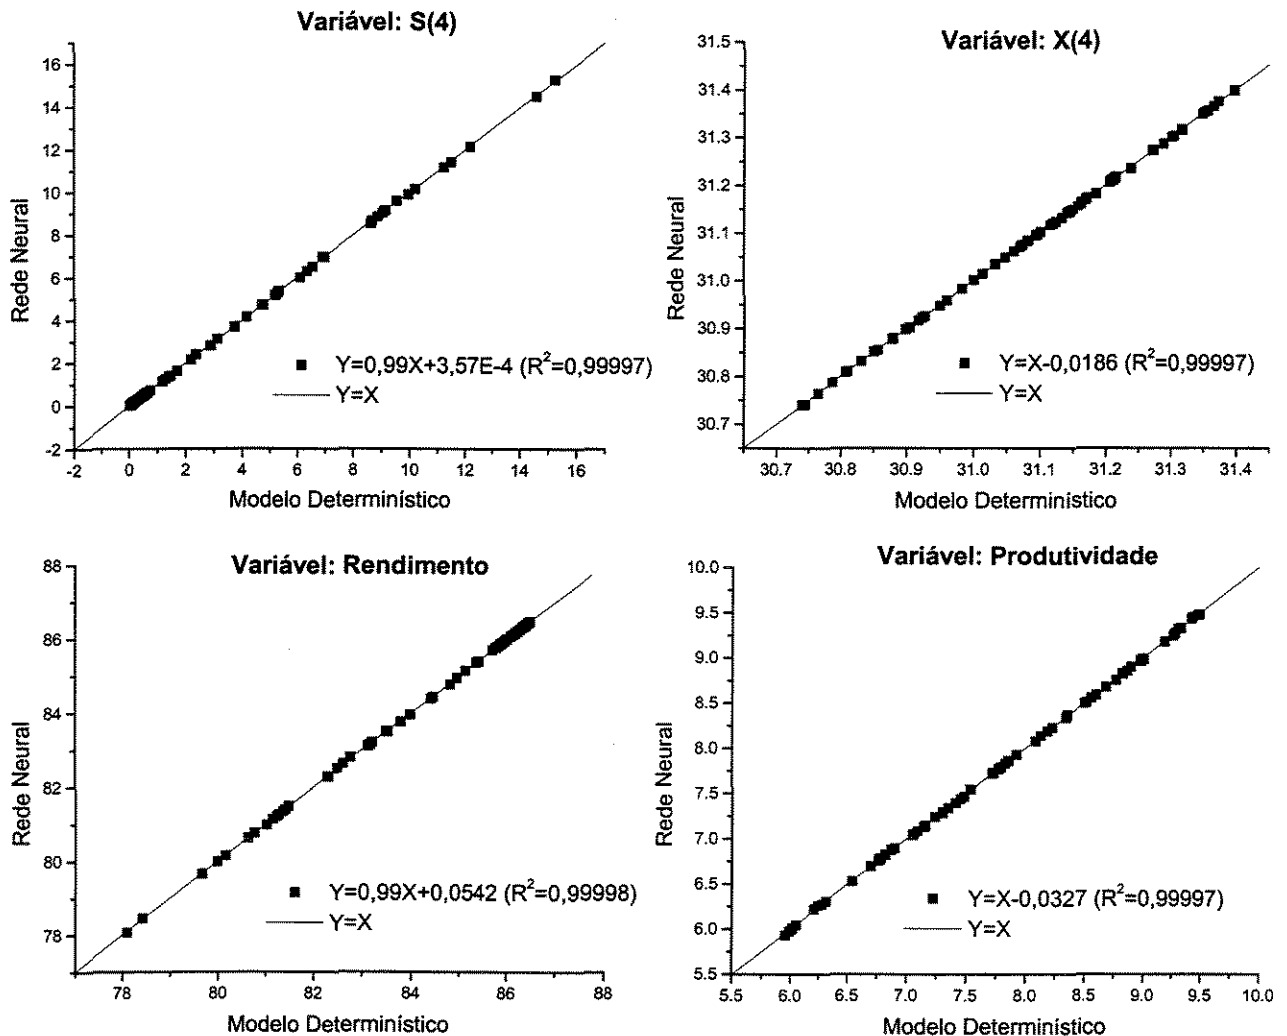 Variável: S(4)
16
14
12
10
8
6
4
2
0
-2
-2 0 2 4 6 8 10 12 14 16
Rede Neural
Modelo Determinístico
Y=0,99X+3,57E-4 (R²=0,99997)
Y=X
Variável: X(4)
31.5
31.4
31.3
31.2
31.1
31.0
30.9
30.8
30.7
30.7 30.8 30.9 31.0 31.1 31.2 31.3 31.4
Rede Neural
Modelo Determinístico
Y=X-0,0186 (R²=0,99997)
Y=X
Variável: Rendimento
88
86
84
82
80
78
78 80 82 84 86 88
Rede Neural
Modelo Determinístico
Y=0,99X+0,0542 (R²=0,99998)
Y=X
Variável: Produtividade
10.0
9.5
9.0
8.5
8.0
7.5
7.0
6.5
6.0
5.5
5.5 6.0 6.5 7.0 7.5 8.0 8.5 9.0 9.5 10.0
Rede Neural
Modelo Determinístico
Y=X-0,0327 (R²=0,99997)
Y=X